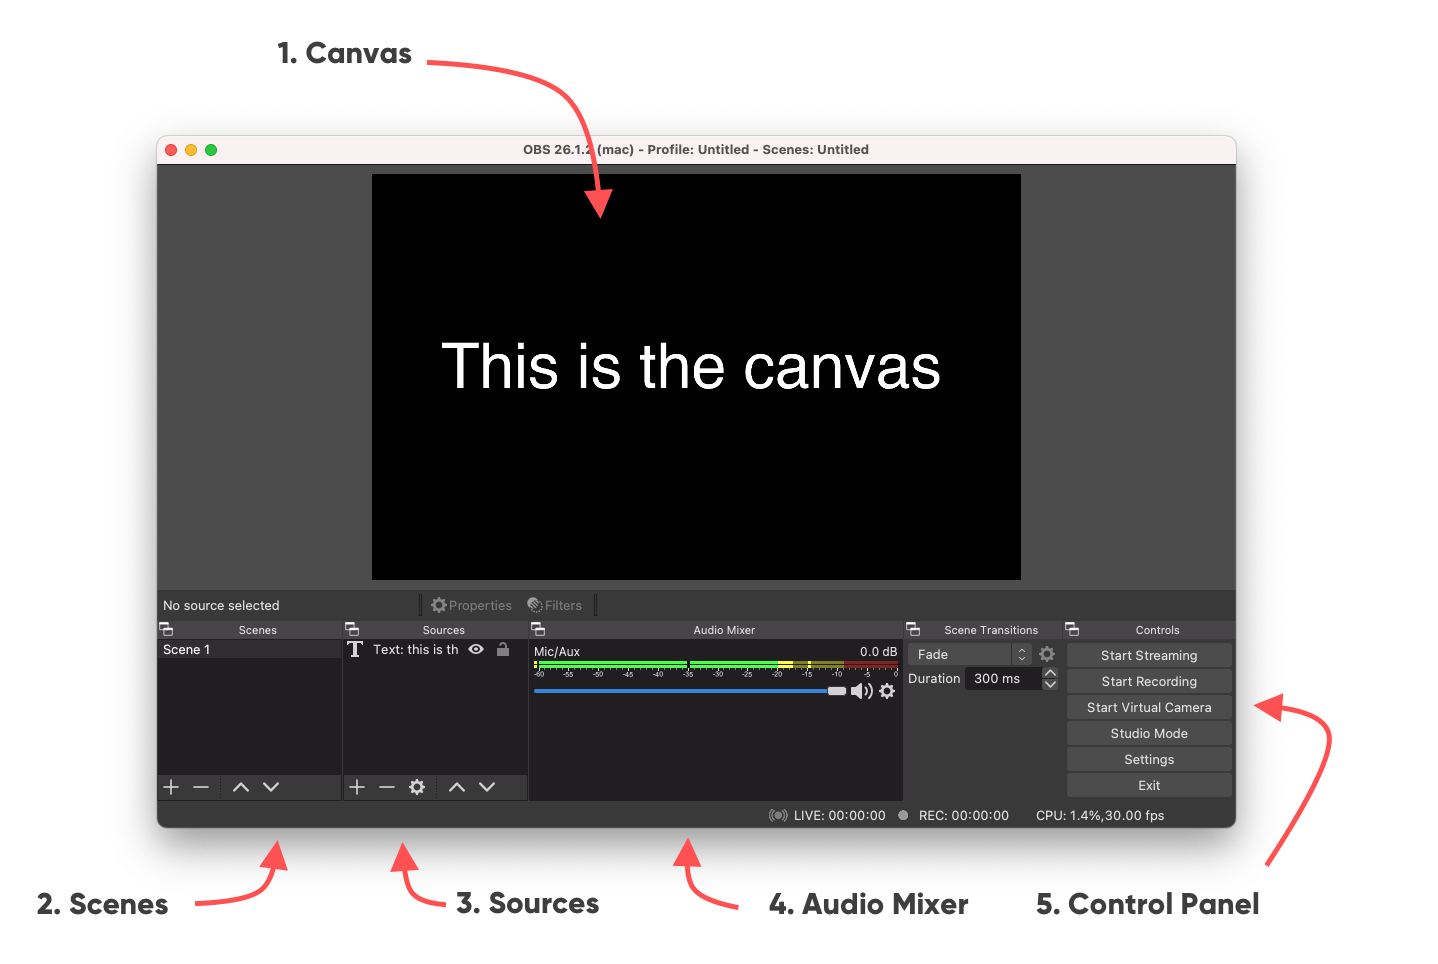 1. Canvas
OBS 26.1.2 (mac) - Profile: Untitled - Scenes: Untitled
This is the canvas
No source selected
Properties
Filters
Scenes
Sources
Audio Mixer
Scene Transitions
Controls
Scene 1
Text: this is th
Mic/Aux
0.0 dB
-60 -55 -50 -45 -40 -35 -30 -25 -20 -15 -10 -5 0
Fade
Duration 300 ms
Start Streaming
Start Recording
Start Virtual Camera
Studio Mode
Settings
Exit
LIVE: 00:00:00
REC: 00:00:00
CPU: 1.4%,30.00 fps
2. Scenes
3. Sources
4. Audio Mixer
5. Control Panel